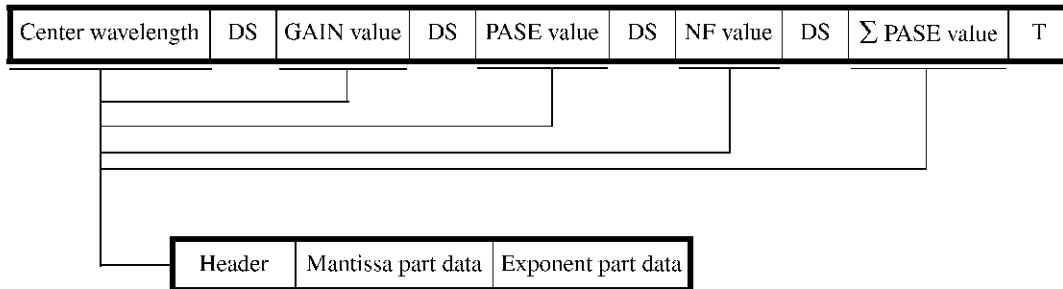 Center wavelength DS GAIN value DS PASE value DS NF value DS ∑ PASE value T
Header Mantissa part data Exponent part data